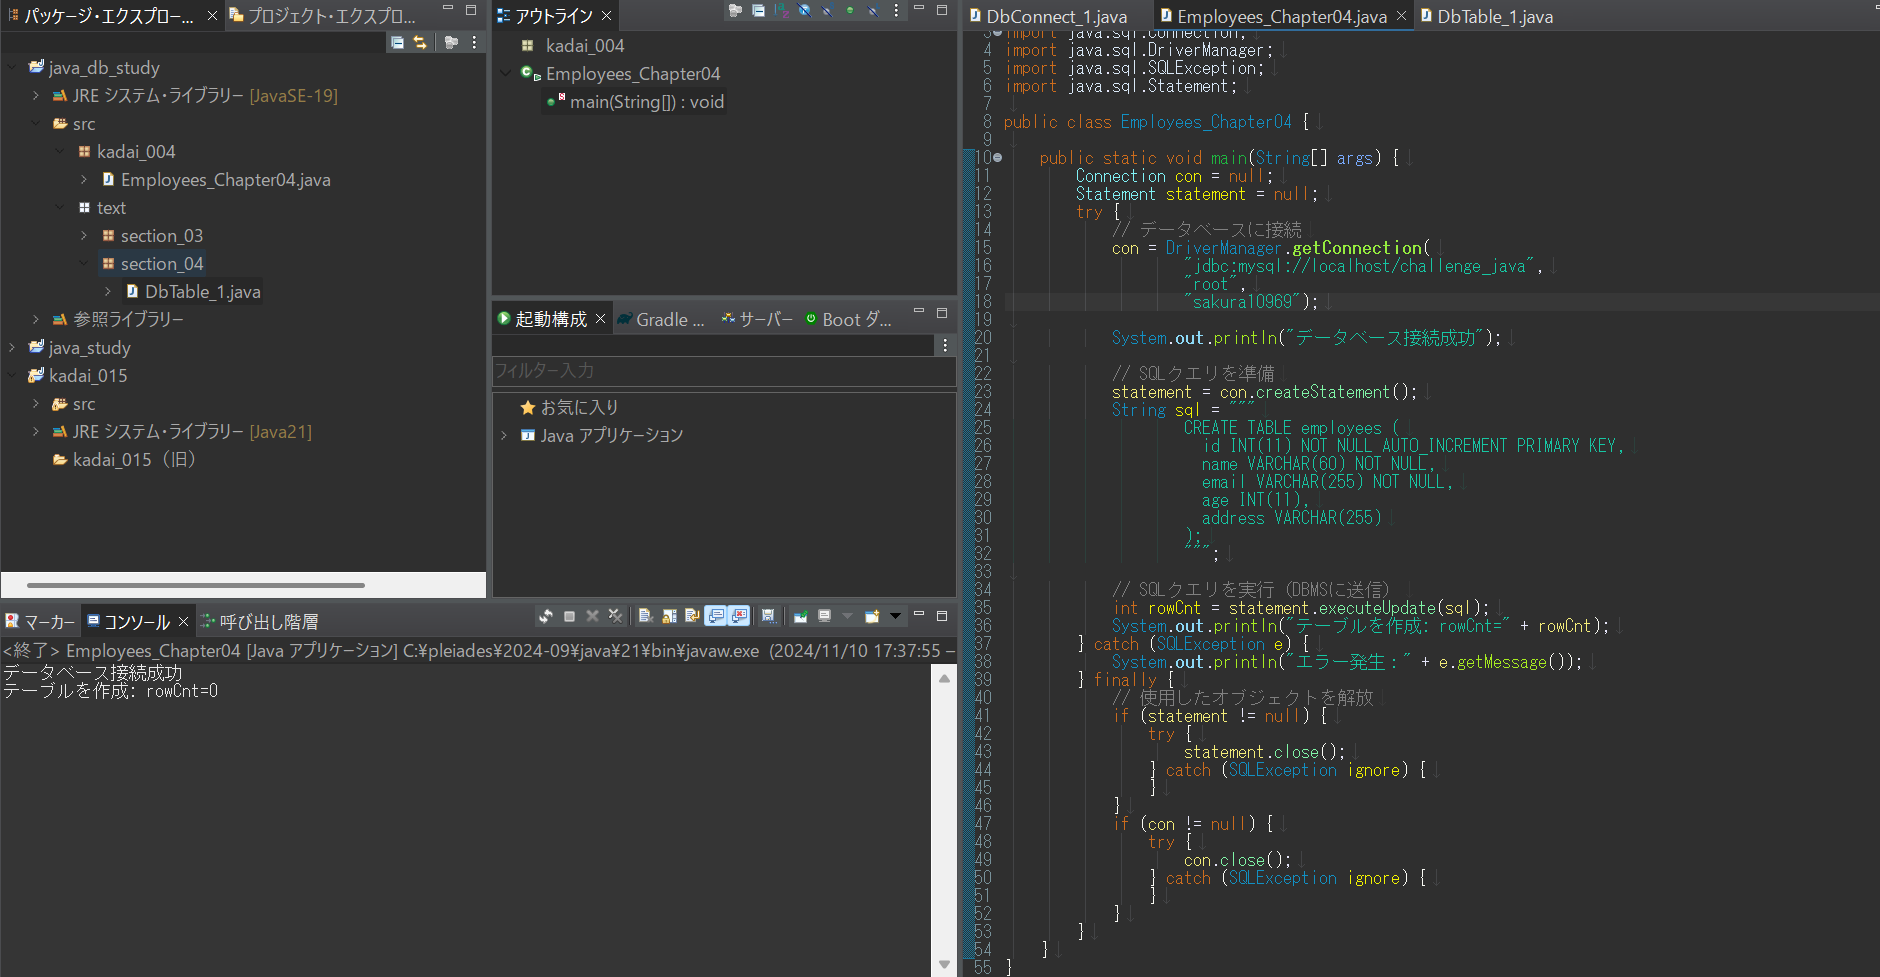 パッケージ・エクスプロー...
プロジェクト・エクスプロ...
java_db_study
JRE システム・ライブラリー [JavaSE-19]
src
kadai_004
Employees_Chapter04.java
text
section_03
section_04
DbTable_1.java
参照ライブラリー
java_study
kadai_015
src
JRE システム・ライブラリー [Java21]
kadai_015（旧）
アウトライン
kadai_004
Employees_Chapter04
main(String[]) : void
起動構成
Gradle ...
サーバー
Boot ダ...
フィルター入力
お気に入り
Java アプリケーション
マーカー
コンソール
呼び出し階層
<終了> Employees_Chapter04 [Java アプリケーション] C:¥pleiades¥2024-09¥java¥21¥bin¥javaw.exe (2024/11/10 17:37:55 –
データベース接続成功
テーブルを作成: rowCnt=0
DbConnect_1.java
Employees_Chapter04.java
DbTable_1.java
3 import java.sql.Connection;
4 import java.sql.DriverManager;
5 import java.sql.SQLException;
6 import java.sql.Statement;
7
8 public class Employees_Chapter04 {
9
10 public static void main(String[] args) {
11 Connection con = null;
12 Statement statement = null;
13 try {
14 // データベースに接続
15 con = DriverManager.getConnection(
16 "jdbc:mysql://localhost/challenge_java",
17 "root",
18 "sakura10969");
19
20 System.out.println("データベース接続成功");
21
22 // SQLクエリを準備
23 statement = con.createStatement();
24 String sql = """
25 CREATE TABLE employees (
26 id INT(11) NOT NULL AUTO_INCREMENT PRIMARY KEY,
27 name VARCHAR(60) NOT NULL,
28 email VARCHAR(255) NOT NULL,
29 age INT(11),
30 address VARCHAR(255)
31 );
32 """;
33
34 // SQLクエリを実行（DBMSに送信）
35 int rowCnt = statement.executeUpdate(sql);
36 System.out.println("テーブルを作成: rowCnt=" + rowCnt);
37 } catch (SQLException e) {
38 System.out.println("エラー発生：" + e.getMessage());
39 } finally {
40 // 使用したオブジェクトを解放
41 if (statement != null) {
42 try {
43 statement.close();
44 } catch (SQLException ignore) {
45 }
46 }
47 if (con != null) {
48 try {
49 con.close();
50 } catch (SQLException ignore) {
51 }
52 }
53 }
54 }
55 }